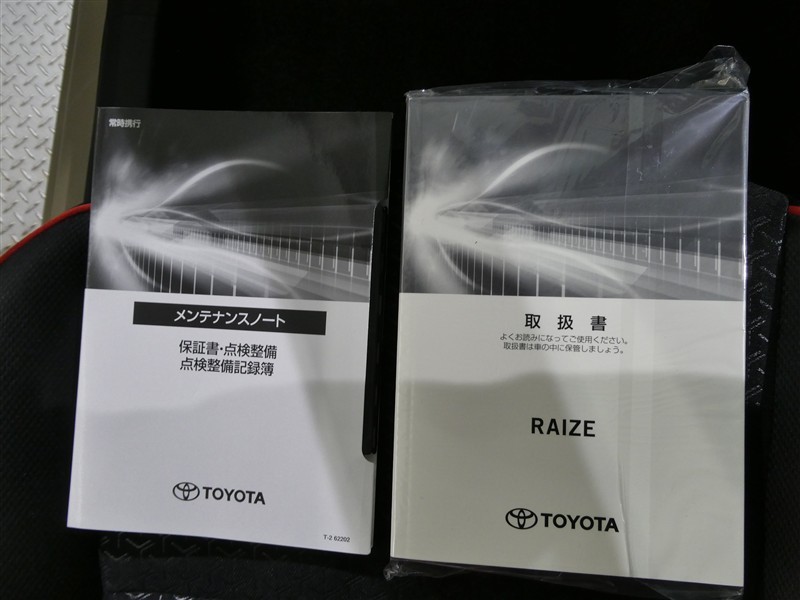 常時携行
メンテナンスノート
保証書・点検整備
点検整備記録簿
TOYOTA
T-2 62202
取扱書
よくお読みになってご使用ください。
取扱書は車の中に保管しましょう。
RAIZE
TOYOTA